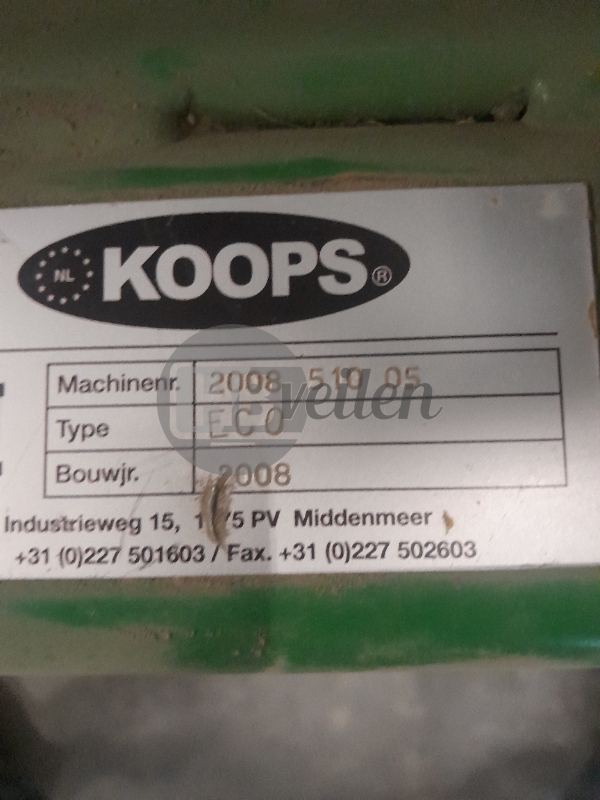 NL KOOPS ®
Machinenr. 2008 510 05
Type ECO
Bouwjr. 2008
Industrieweg 15, PV Middenmeer
+31 (0)227 501603 / Fax. +31 (0)227 502603
veilen